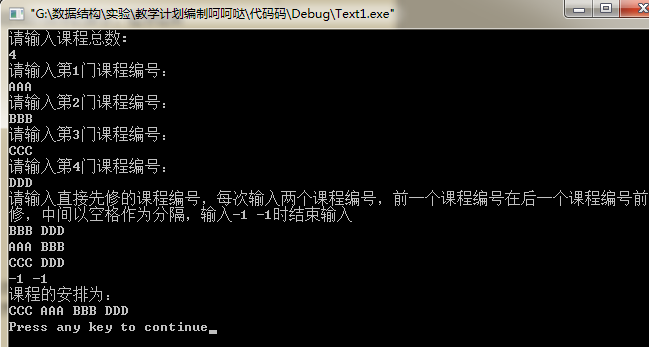 "G:\数据结构\实验\教学计划编制呵呵哒\代码码\Debug\Text1.exe"
请输入课程总数：
4
请输入第1门课程编号：
AAA
请输入第2门课程编号：
BBB
请输入第3门课程编号：
CCC
请输入第4门课程编号：
DDD
请输入直接先修的课程编号，每次输入两个课程编号，前一个课程编号在后一个课程编号前
修，中间以空格作为分隔，输入-1 -1时结束输入
BBB DDD
AAA BBB
CCC DDD
-1 -1
课程的安排为：
CCC AAA BBB DDD
Press any key to continue_